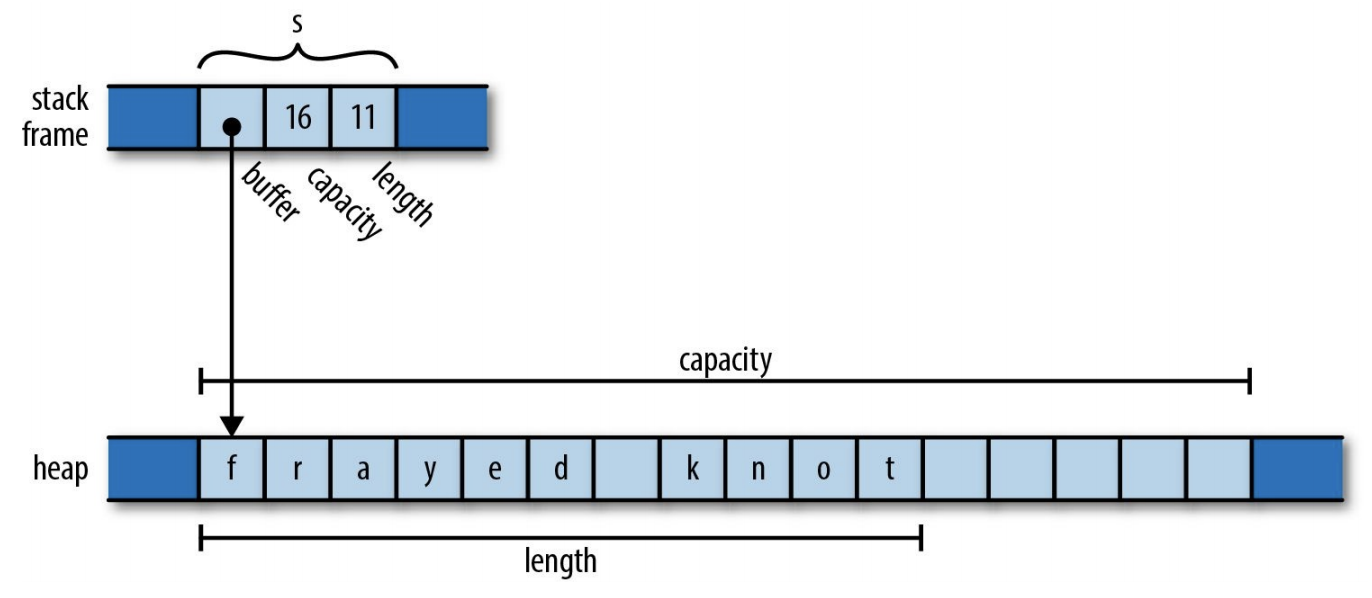 s
stack
frame
16 11
buffer
capacity
length
capacity
heap
f r a y e d k n o t
length